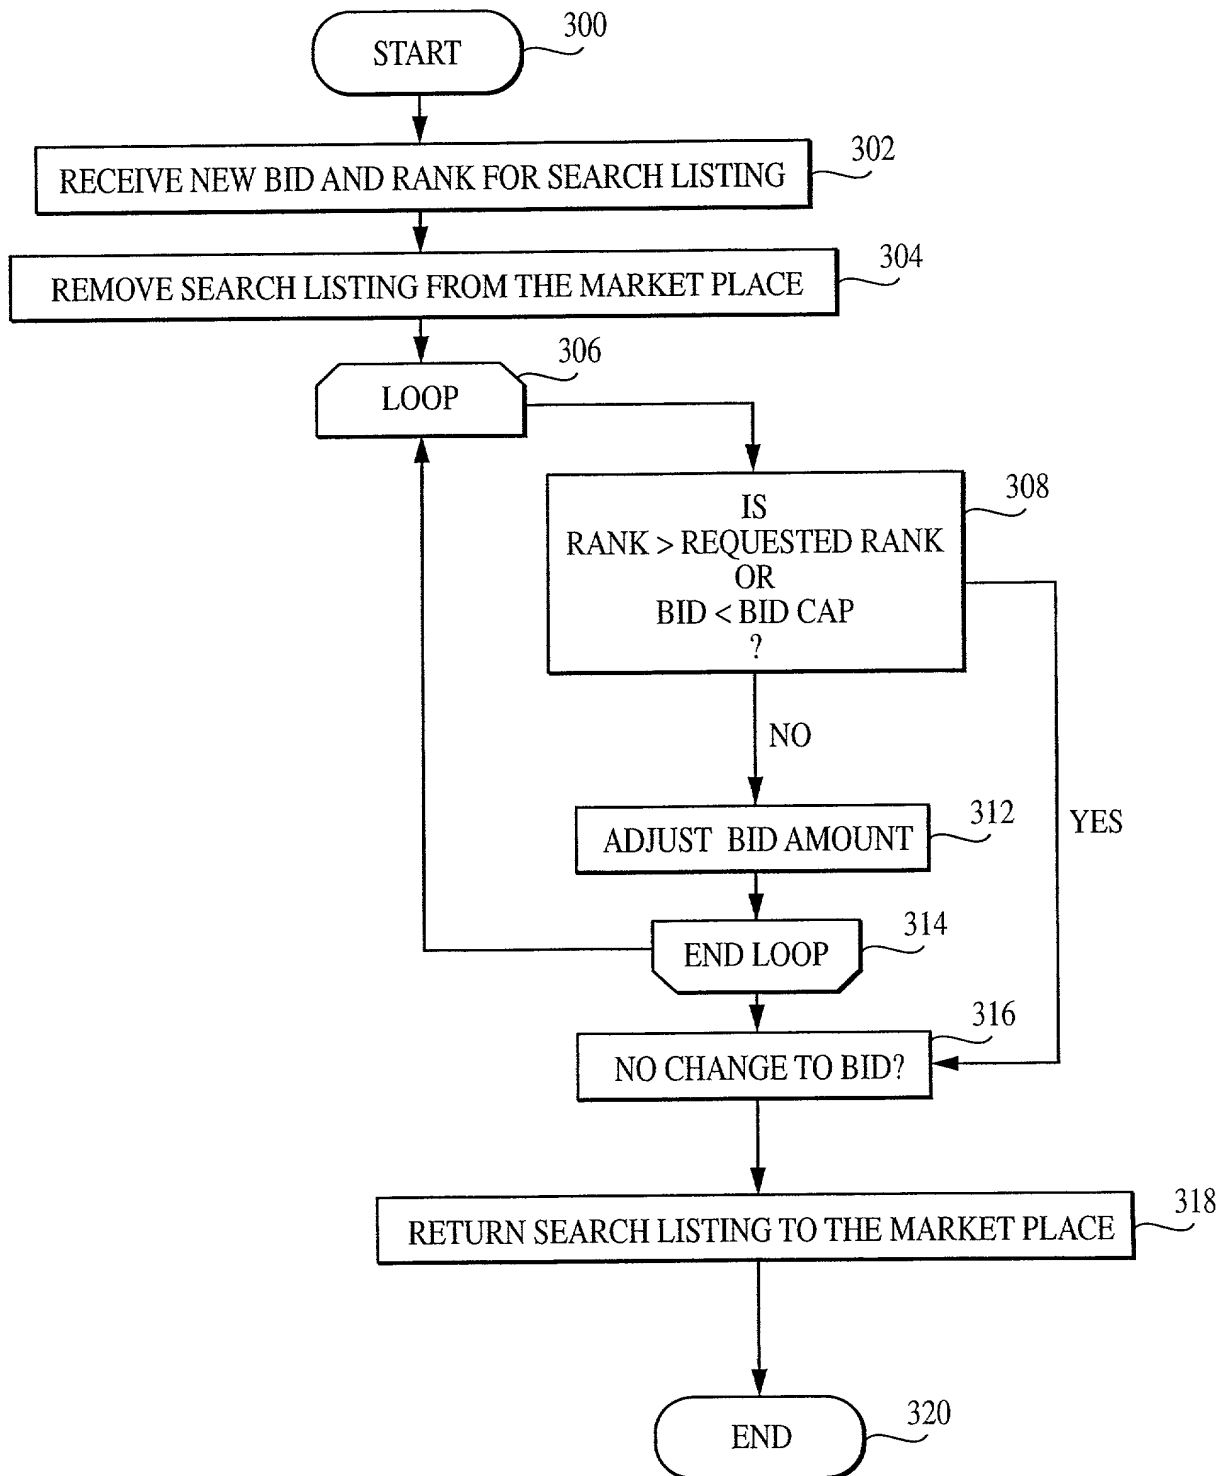 START
300
RECEIVE NEW BID AND RANK FOR SEARCH LISTING
302
REMOVE SEARCH LISTING FROM THE MARKET PLACE
304
LOOP
306
IS
RANK > REQUESTED RANK
OR
BID < BID CAP
?
308
NO
YES
ADJUST BID AMOUNT
312
END LOOP
314
NO CHANGE TO BID?
316
RETURN SEARCH LISTING TO THE MARKET PLACE
318
END
320